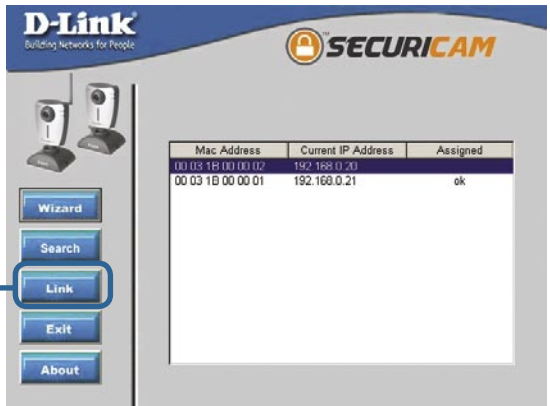 D-Link
Building Networks for People
SECURICAM
Mac Address Current IP Address Assigned
00 03 1B 00 00 02 192.168.0.20
00 03 1B 00 00 01 192.168.0.21 ok
Wizard
Search
Link
Exit
About